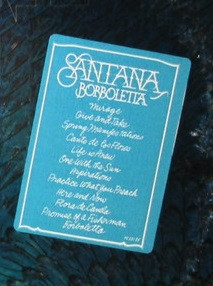 SANTANA
BORBOLETTA
Mirage
Give and Take
Spring Manifestations
Canto de los Flores
Life is Anew
One with the Sun
Aspirations
Practice What You Preach
Here and Now
Flor de Canela
Promise of a Fisherman
Borboletta